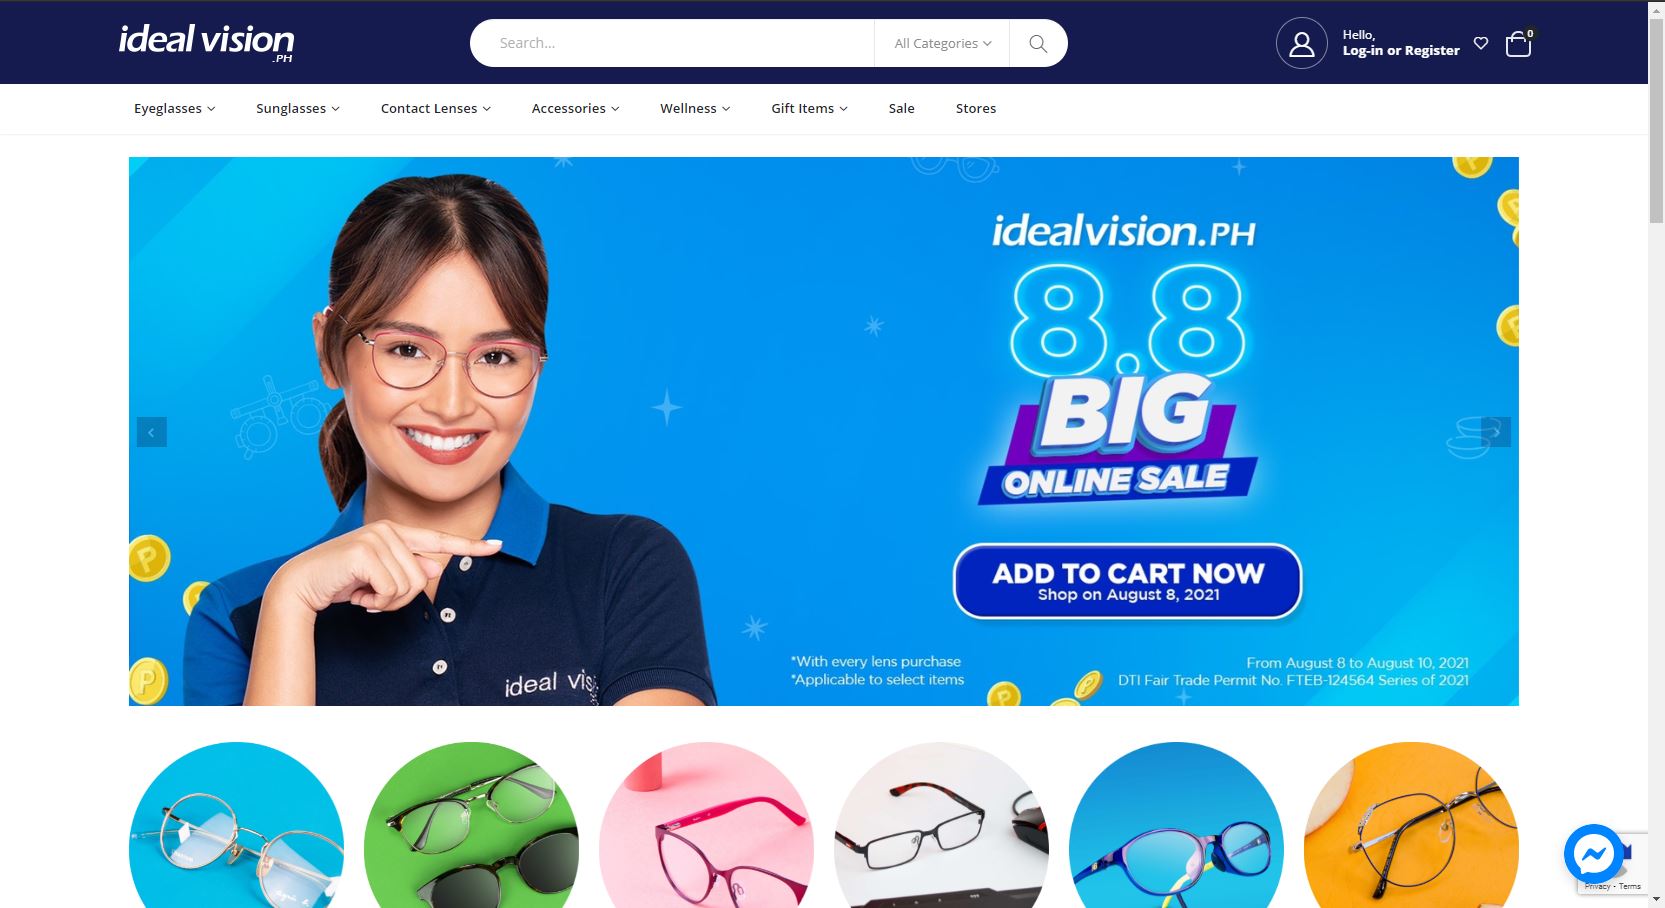 ideal vision
.PH
Search...
All Categories
Hello,
Log-in or Register
0
Eyeglasses
Sunglasses
Contact Lenses
Accessories
Wellness
Gift Items
Sale
Stores
idealvision.PH
8.8
BIG
ONLINE SALE
ADD TO CART NOW
Shop on August 8, 2021
*With every lens purchase
*Applicable to select items
From August 8 to August 10, 2021
DTI Fair Trade Permit No. FTEB-124564 Series of 2021
ideal vis
Privacy - Terms